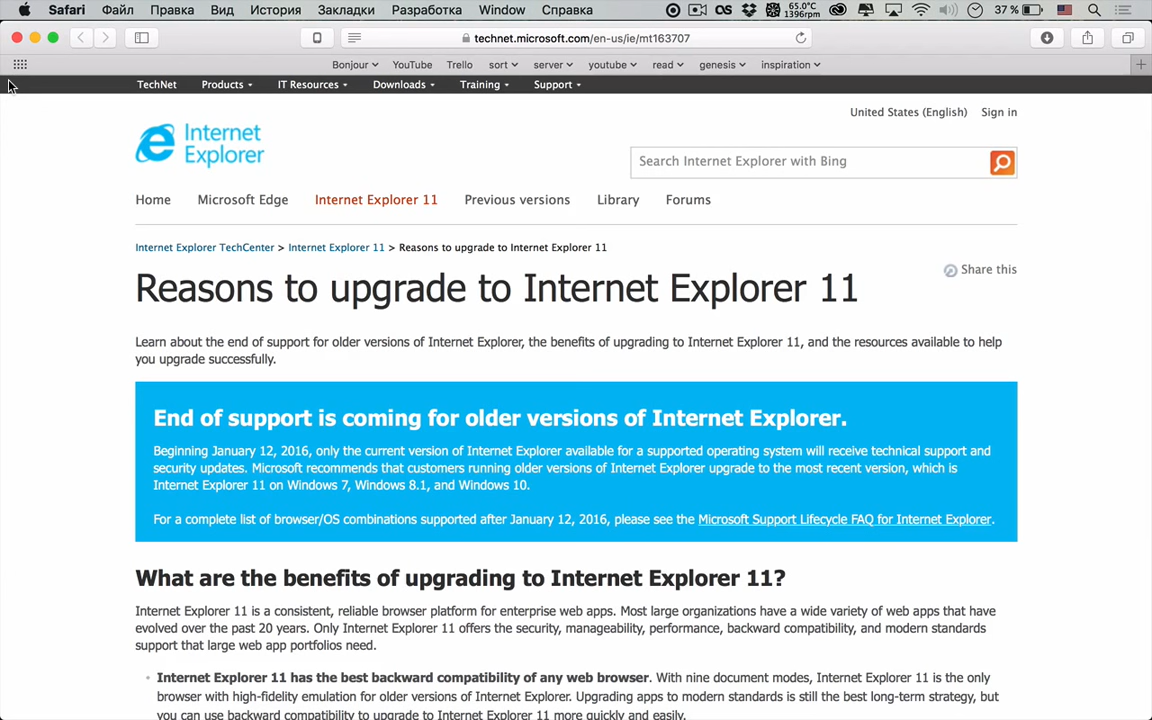 Safari Файл Правка Вид История Закладки Разработка Window Справка 65.0°C 1396rpm 37 %
technet.microsoft.com/en-us/ie/mt163707
Bonjour YouTube Trello sort server youtube read genesis inspiration
TechNet Products IT Resources Downloads Training Support
United States (English) Sign in
Internet
Explorer
Search Internet Explorer with Bing
Home Microsoft Edge Internet Explorer 11 Previous versions Library Forums
Internet Explorer TechCenter > Internet Explorer 11 > Reasons to upgrade to Internet Explorer 11
Share this
Reasons to upgrade to Internet Explorer 11
Learn about the end of support for older versions of Internet Explorer, the benefits of upgrading to Internet Explorer 11, and the resources available to help
you upgrade successfully.
End of support is coming for older versions of Internet Explorer.
Beginning January 12, 2016, only the current version of Internet Explorer available for a supported operating system will receive technical support and
security updates. Microsoft recommends that customers running older versions of Internet Explorer upgrade to the most recent version, which is
Internet Explorer 11 on Windows 7, Windows 8.1, and Windows 10.
For a complete list of browser/OS combinations supported after January 12, 2016, please see the Microsoft Support Lifecycle FAQ for Internet Explorer.
What are the benefits of upgrading to Internet Explorer 11?
Internet Explorer 11 is a consistent, reliable browser platform for enterprise web apps. Most large organizations have a wide variety of web apps that have
evolved over the past 20 years. Only Internet Explorer 11 offers the security, manageability, performance, backward compatibility, and modern standards
support that large web app portfolios need.
• Internet Explorer 11 has the best backward compatibility of any web browser. With nine document modes, Internet Explorer 11 is the only
browser with high-fidelity emulation for older versions of Internet Explorer. Upgrading apps to modern standards is still the best long-term strategy, but
you can use backward compatibility to upgrade to Internet Explorer 11 more quickly and easily.